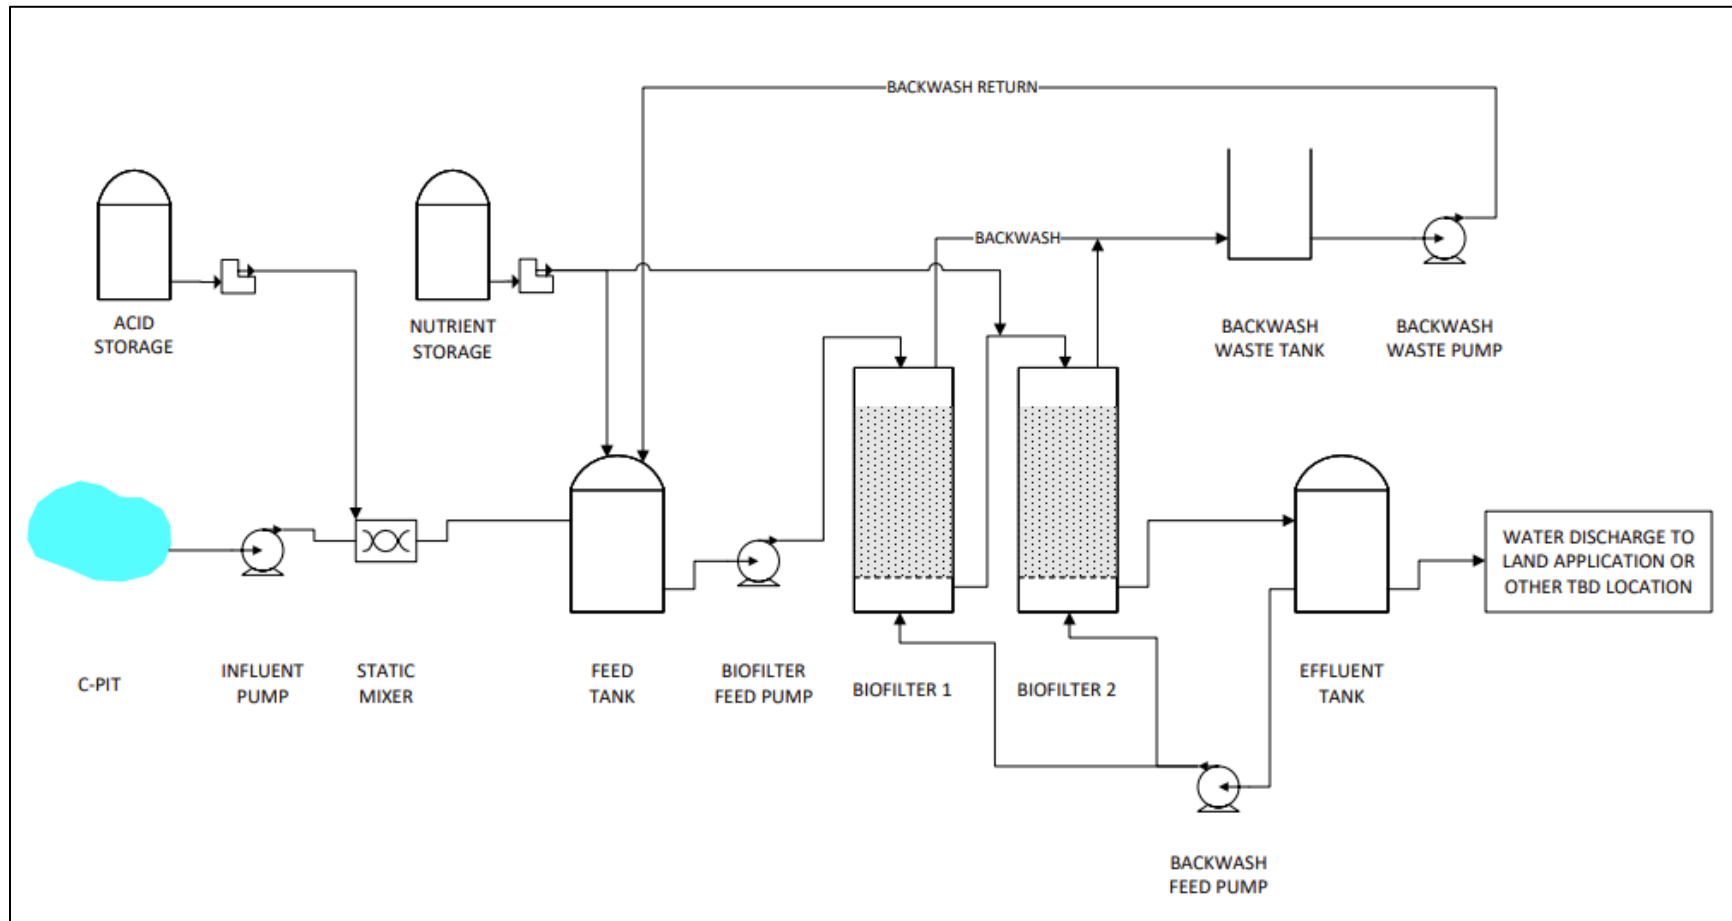 BACKWASH RETURN
BACKWASH
ACID
STORAGE
NUTRIENT
STORAGE
BACKWASH
WASTE TANK
BACKWASH
WASTE PUMP
WATER DISCHARGE TO
LAND APPLICATION OR
OTHER TBD LOCATION
C-PIT
INFLUENT
PUMP
STATIC
MIXER
FEED
TANK
BIOFILTER
FEED PUMP
BIOFILTER 1
BIOFILTER 2
EFFLUENT
TANK
BACKWASH
FEED PUMP